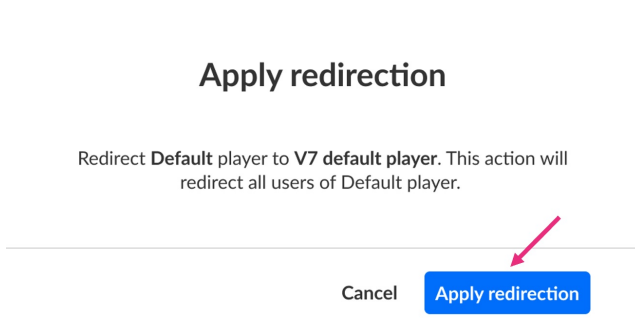 Apply redirection
Redirect Default player to V7 default player. This action will
redirect all users of Default player.
Cancel
Apply redirection